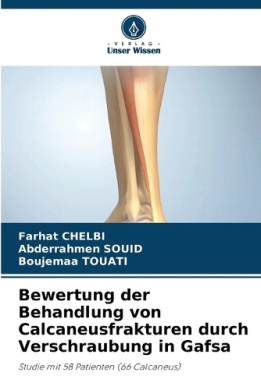 - VERLAG -
Unser Wissen
Farhat CHELBI
Abderrahmen SOUID
Boujemaa TOUATI
Bewertung der
Behandlung von
Calcaneusfrakturen durch
Verschraubung in Gafsa
Studie mit 58 Patienten (66 Calcaneus)